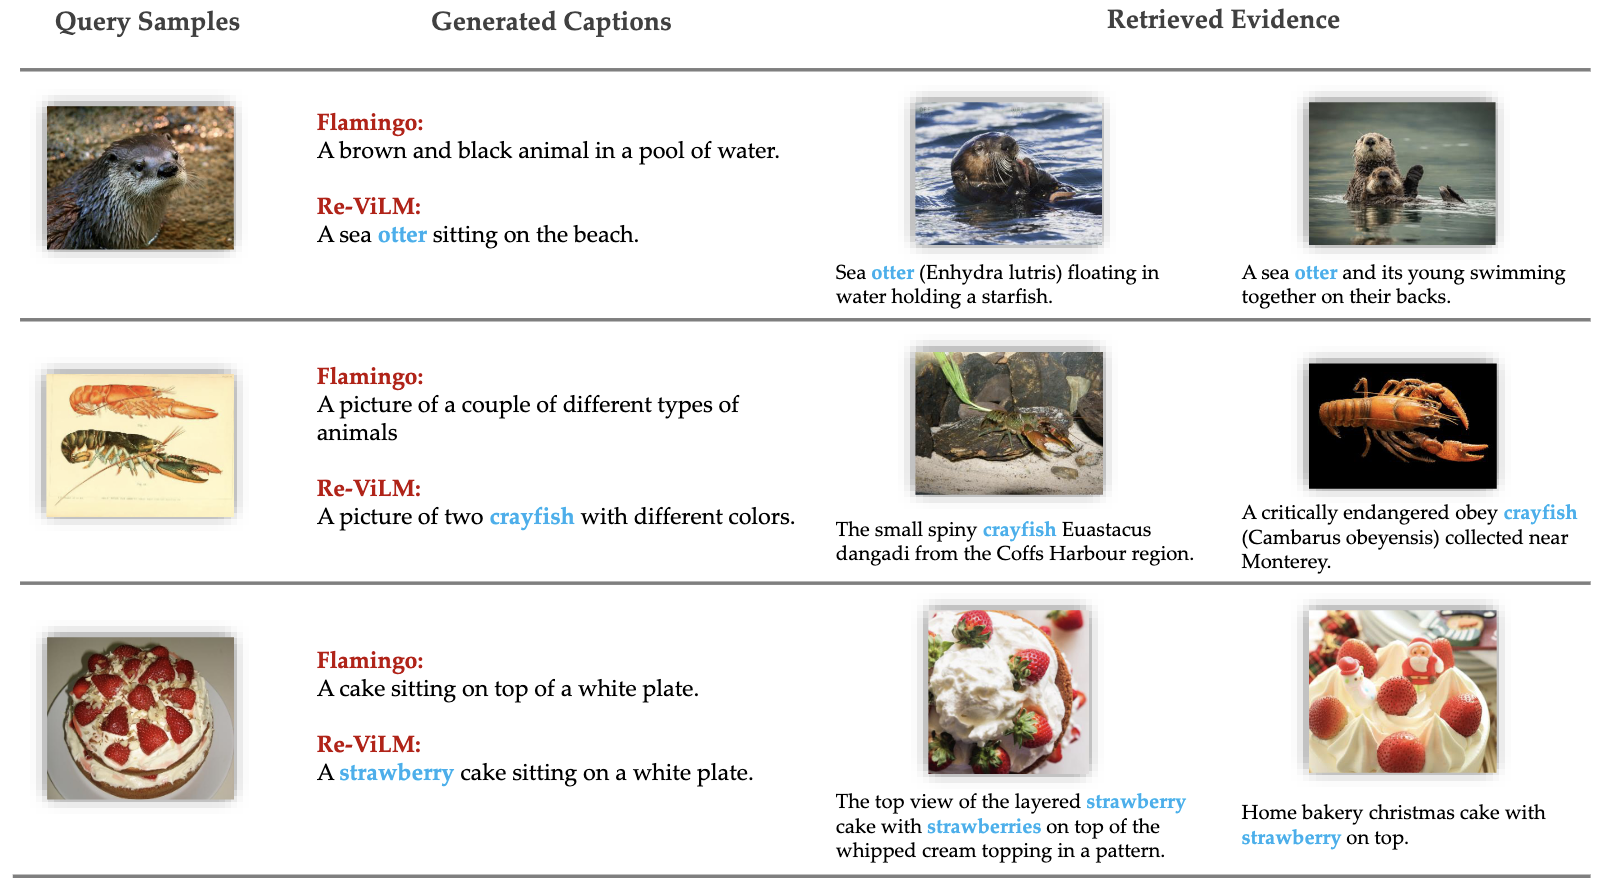 Query Samples
Generated Captions
Retrieved Evidence
Flamingo:
A brown and black animal in a pool of water.
Re-ViLM:
A sea otter sitting on the beach.
Sea otter (Enhydra lutris) floating in
water holding a starfish.
A sea otter and its young swimming
together on their backs.
Flamingo:
A picture of a couple of different types of
animals
Re-ViLM:
A picture of two crayfish with different colors.
The small spiny crayfish Euastacus
dangadi from the Coffs Harbour region.
A critically endangered obey crayfish
(Cambarus obeyensis) collected near
Monterey.
Flamingo:
A cake sitting on top of a white plate.
Re-ViLM:
A strawberry cake sitting on a white plate.
The top view of the layered strawberry
cake with strawberries on top of the
whipped cream topping in a pattern.
Home bakery christmas cake with
strawberry on top.